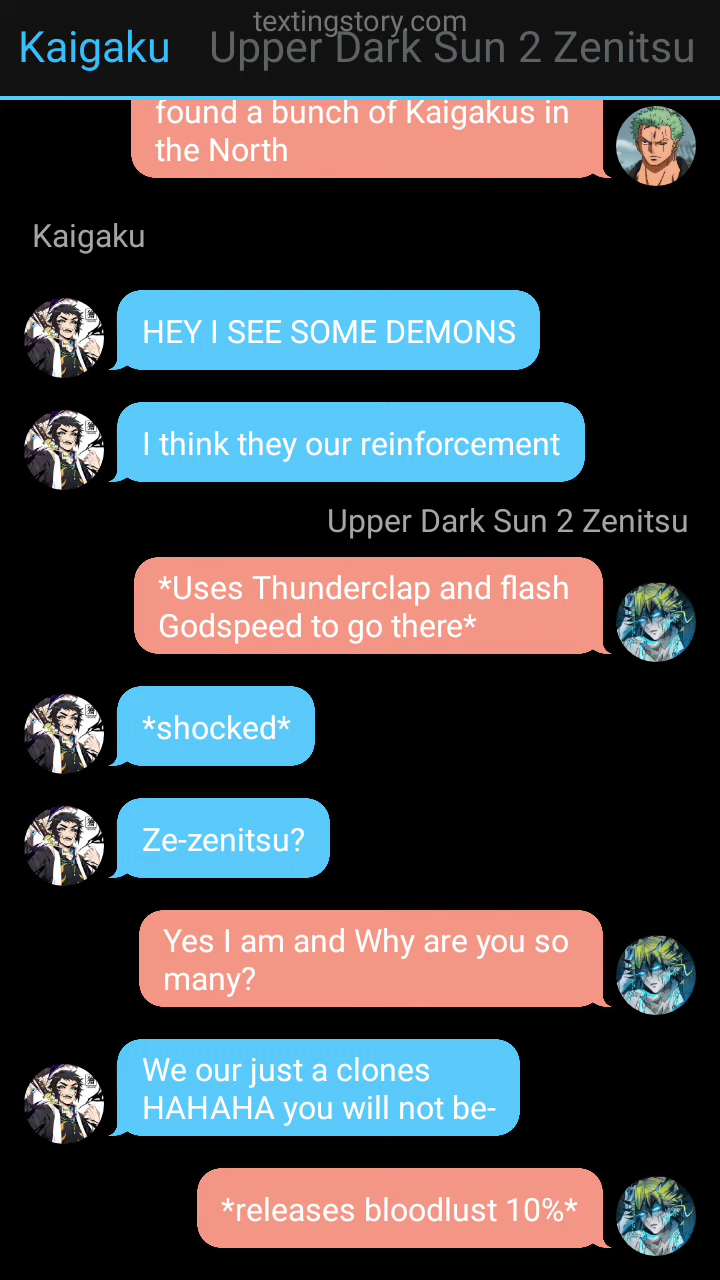 textingstory.com
Kaigaku Upper Dark Sun 2 Zenitsu
found a bunch of Kaigakus in
the North
Kaigaku
HEY I SEE SOME DEMONS
I think they our reinforcement
Upper Dark Sun 2 Zenitsu
*Uses Thunderclap and flash
Godspeed to go there*
*shocked*
Ze-zenitsu?
Yes I am and Why are you so
many?
We our just a clones
HAHAHA you will not be-
*releases bloodlust 10%*